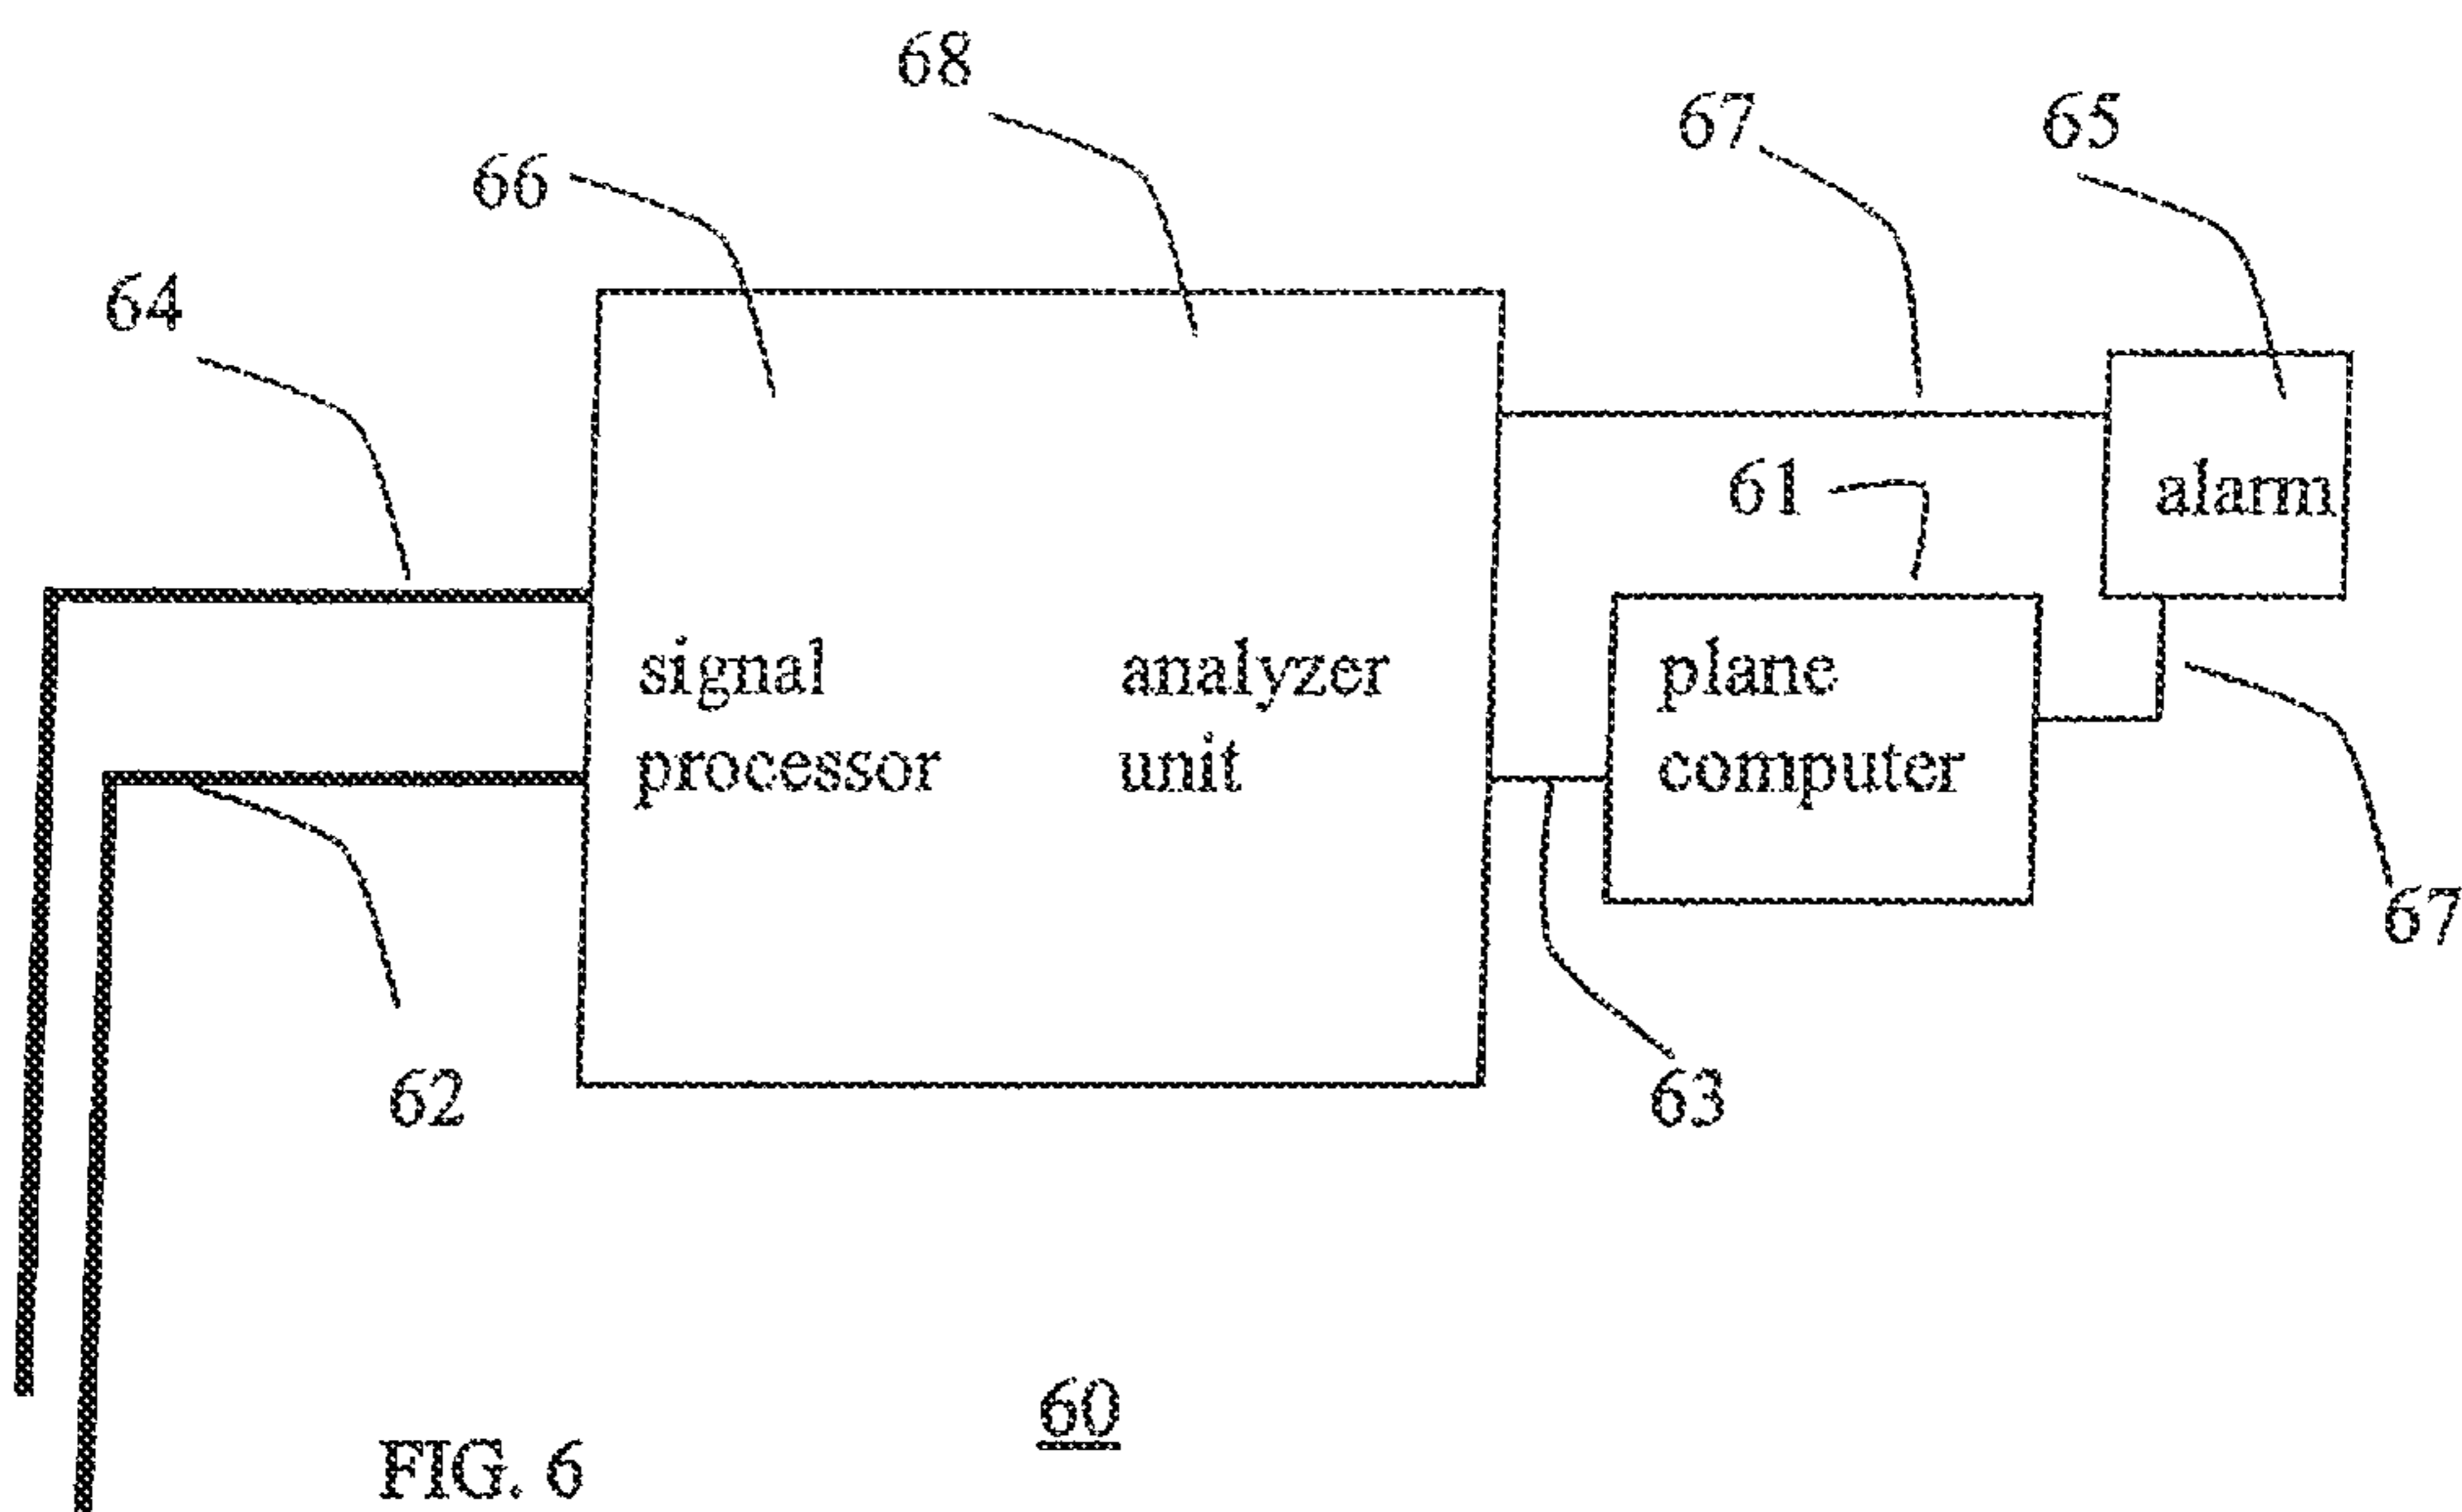 68
67
65
66
64
61
alarm
signal
processor
analyzer
unit
plane
computer
67
62
63
60
FIG. 6